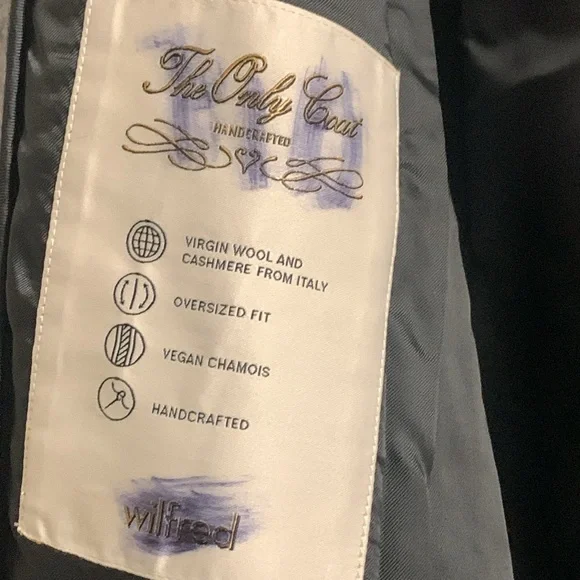 The Only Coat
HANDCRAFTED
VIRGIN WOOL AND
CASHMERE FROM ITALY
OVERSIZED FIT
VEGAN CHAMOIS
HANDCRAFTED
wilfred